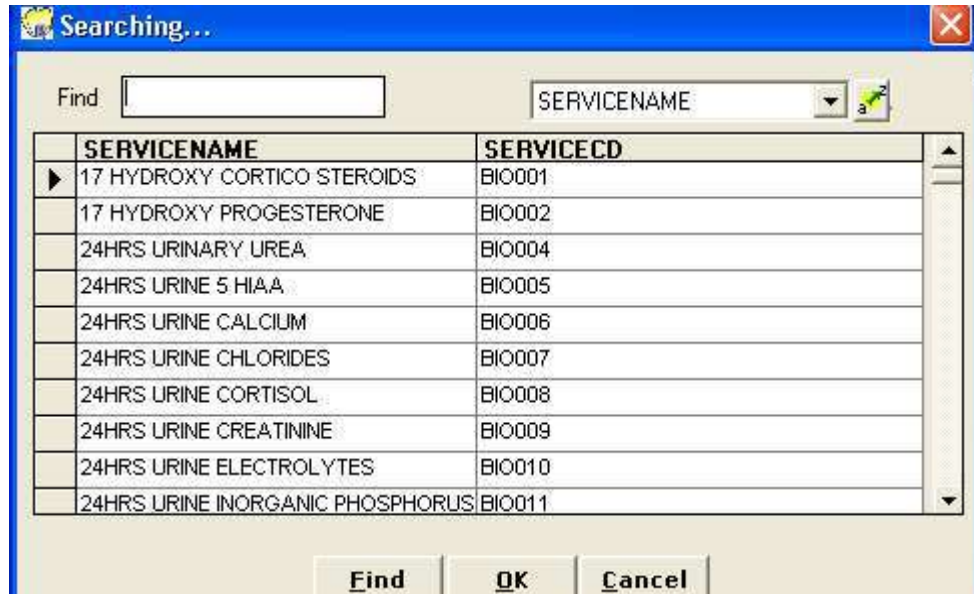 Searching...
Find SERVICENAME
SERVICENAME SERVICECD
17 HYDROXY CORTICO STEROIDS BIO001
17 HYDROXY PROGESTERONE BIO002
24HRS URINARY UREA BIO004
24HRS URINE 5 HIAA BIO005
24HRS URINE CALCIUM BIO006
24HRS URINE CHLORIDES BIO007
24HRS URINE CORTISOL BIO008
24HRS URINE CREATININE BIO009
24HRS URINE ELECTROLYTES BIO010
24HRS URINE INORGANIC PHOSPHORUS BIO011
Find OK Cancel